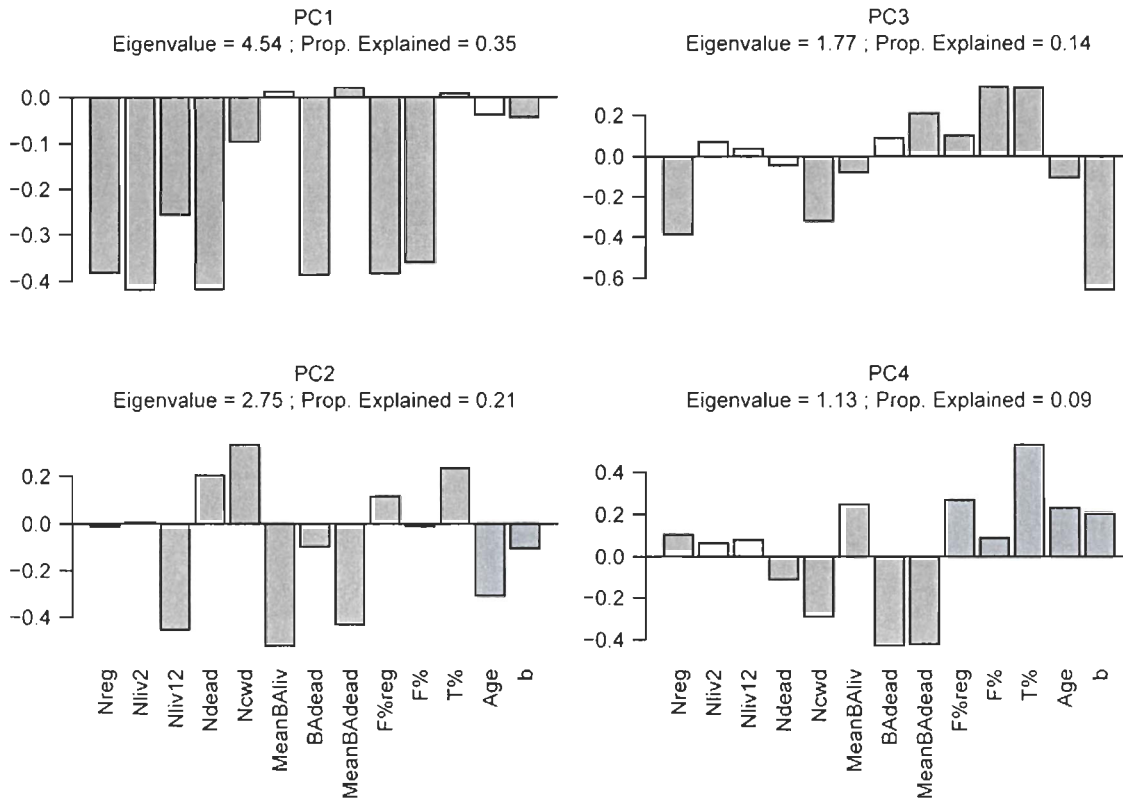 PC1
Eigenvalue = 4.54 ; Prop. Explained = 0.35
0.0
−0.1
−0.2
−0.3
−0.4
PC3
Eigenvalue = 1.77 ; Prop. Explained = 0.14
0.2
0.0
−0.2
−0.4
−0.6
PC2
Eigenvalue = 2.75 ; Prop. Explained = 0.21
0.2
0.0
−0.2
−0.4
Nreg
Nliv2
Nliv12
Ndead
Ncwd
MeanBAliv
BAdead
MeanBAdead
F%reg
F%
T%
Age
b
PC4
Eigenvalue = 1.13 ; Prop. Explained = 0.09
0.4
0.2
0.0
−0.2
−0.4
Nreg
Nliv2
Nliv12
Ndead
Ncwd
MeanBAliv
BAdead
MeanBAdead
F%reg
F%
T%
Age
b